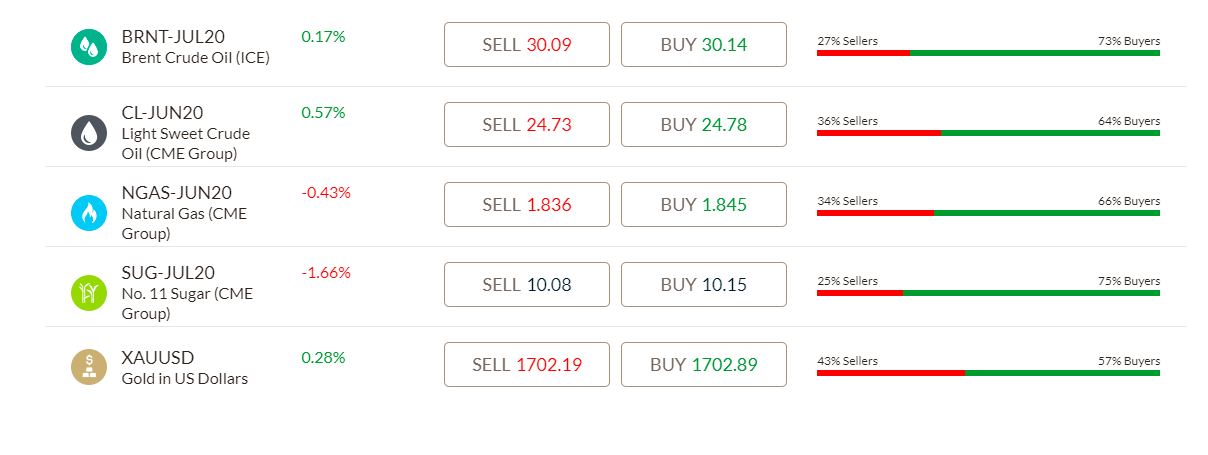 BRNT-JUL20 0.17% SELL 30.09 BUY 30.14 27% Sellers 73% Buyers
Brent Crude Oil (ICE)
CL-JUN20 0.57% SELL 24.73 BUY 24.78 36% Sellers 64% Buyers
Light Sweet Crude
Oil (CME Group)
NGAS-JUN20 -0.43% SELL 1.836 BUY 1.845 34% Sellers 66% Buyers
Natural Gas (CME
Group)
SUG-JUL20 -1.66% SELL 10.08 BUY 10.15 25% Sellers 75% Buyers
No. 11 Sugar (CME
Group)
XAUUSD 0.28% SELL 1702.19 BUY 1702.89 43% Sellers 57% Buyers
Gold in US Dollars